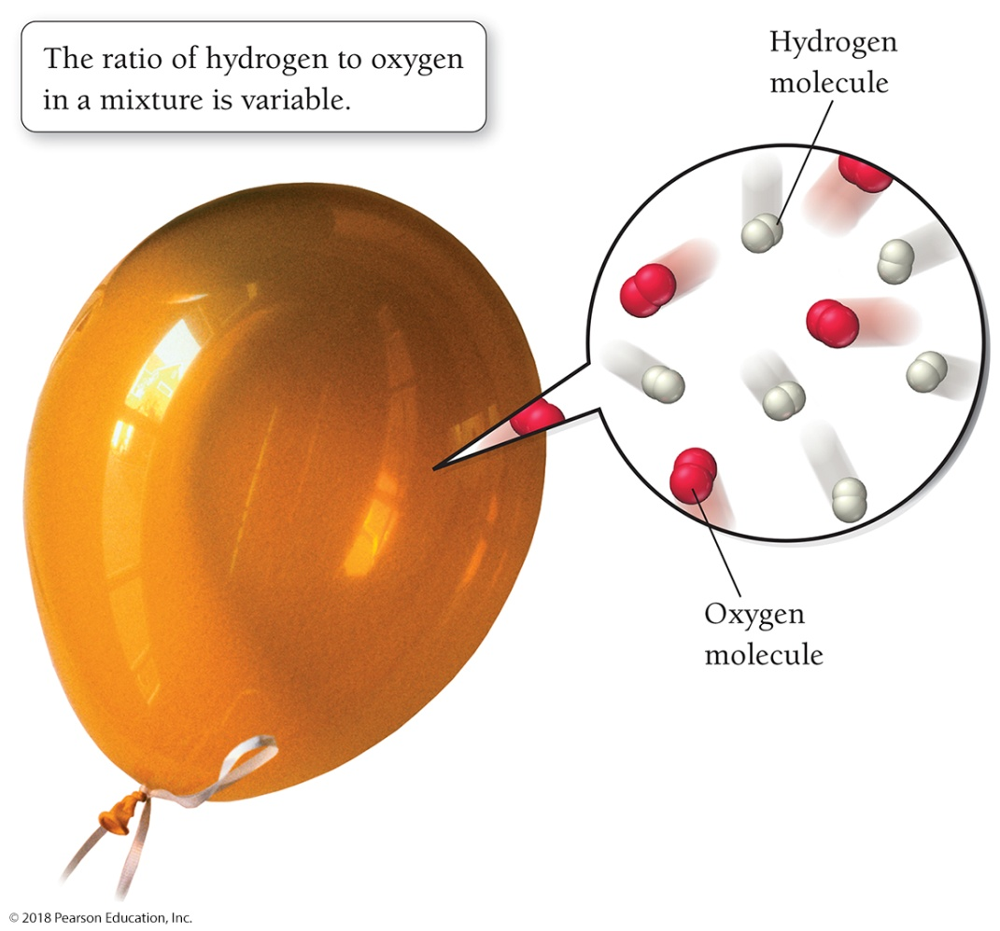 The ratio of hydrogen to oxygen
in a mixture is variable.
Hydrogen
molecule
Oxygen
molecule
© 2018 Pearson Education, Inc.